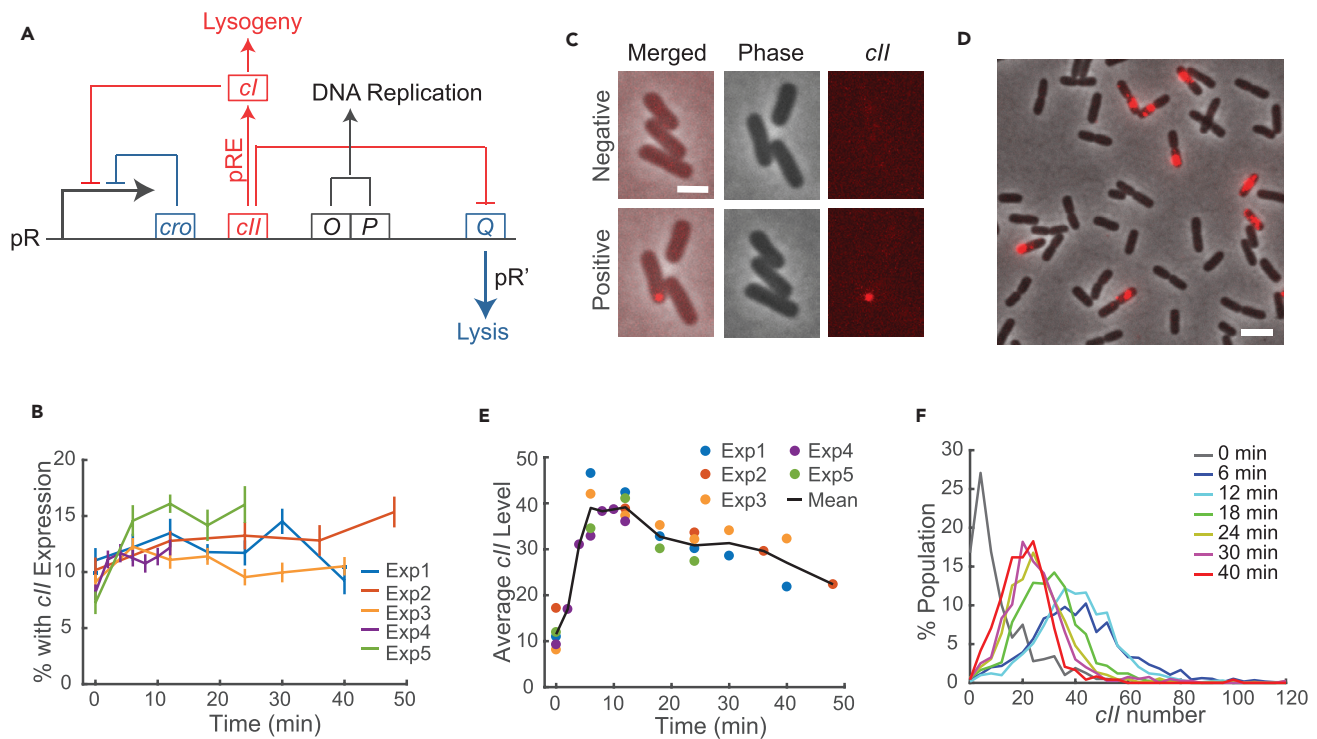 A
Lysogeny
cI
DNA Replication
pRE
pR
cro
cII
O
P
Q
pR’
Lysis
C
Merged
Phase
cII
Negative
Positive
D
B
% with cII Expression
20
15
10
5
0
0
10
20
30
40
50
Time (min)
Exp1
Exp2
Exp3
Exp4
Exp5
E
Average cII Level
50
40
30
20
10
0
0
10
20
30
40
50
Time (min)
Exp1
Exp4
Exp2
Exp5
Exp3
Mean
F
% Population
30
25
20
15
10
5
0
0
20
40
60
80
100
120
cII number
0 min
6 min
12 min
18 min
24 min
30 min
40 min